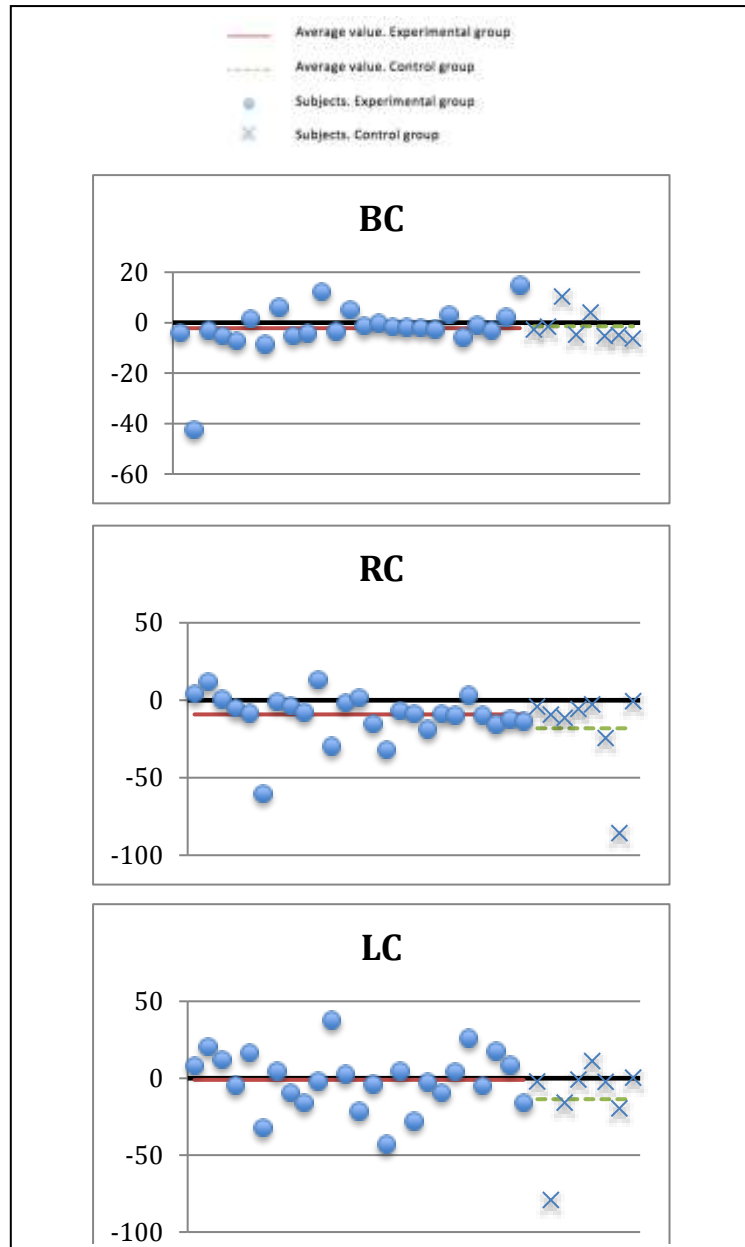 Average value. Experimental group
Average value. Control group
Subjects. Experimental group
Subjects. Control group
BC
20
0
-20
-40
-60
RC
50
0
-50
-100
LC
50
0
-50
-100